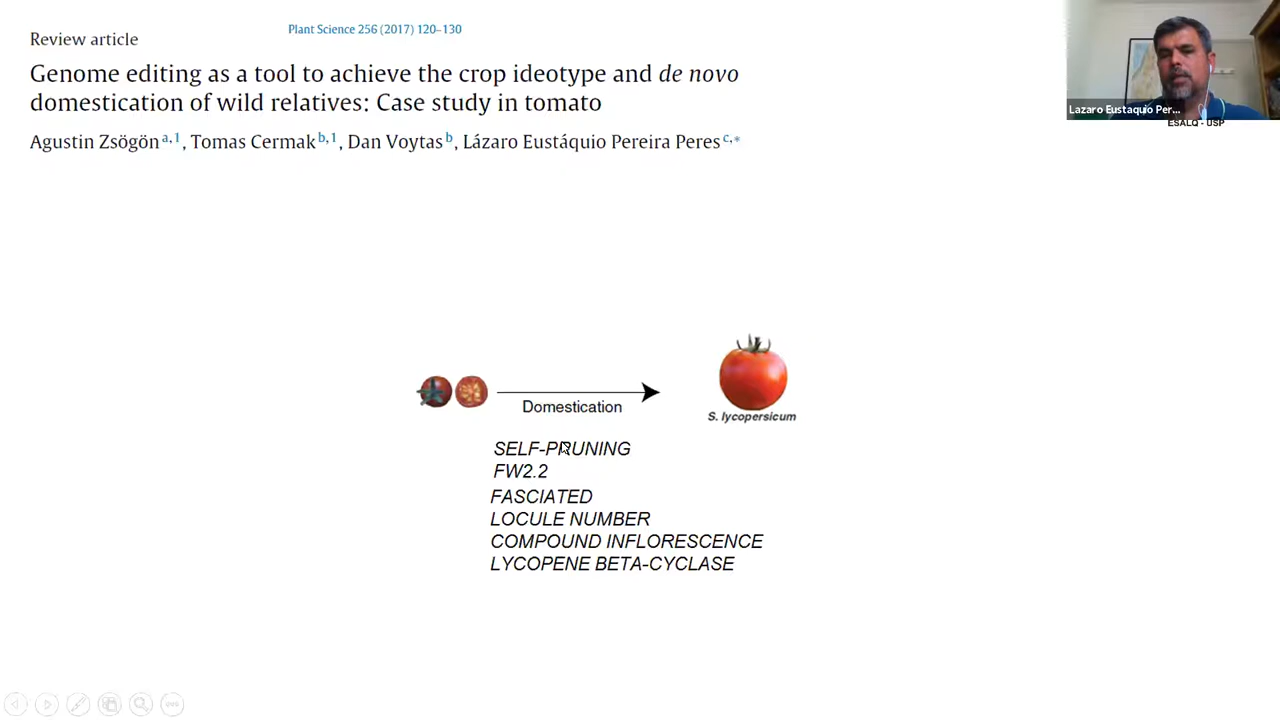 Plant Science 256 (2017) 120–130
Review article
Genome editing as a tool to achieve the crop ideotype and de novo
domestication of wild relatives: Case study in tomato
Agustin Zsögön a,1, Tomas Cermak b,1, Dan Voytas b, Lázaro Eustáquio Pereira Peres c,*
Lazaro Eustaquio Per...
ESALQ - USP
Domestication
S. lycopersicum
SELF-PRUNING
FW2.2
FASCIATED
LOCULE NUMBER
COMPOUND INFLORESCENCE
LYCOPENE BETA-CYCLASE